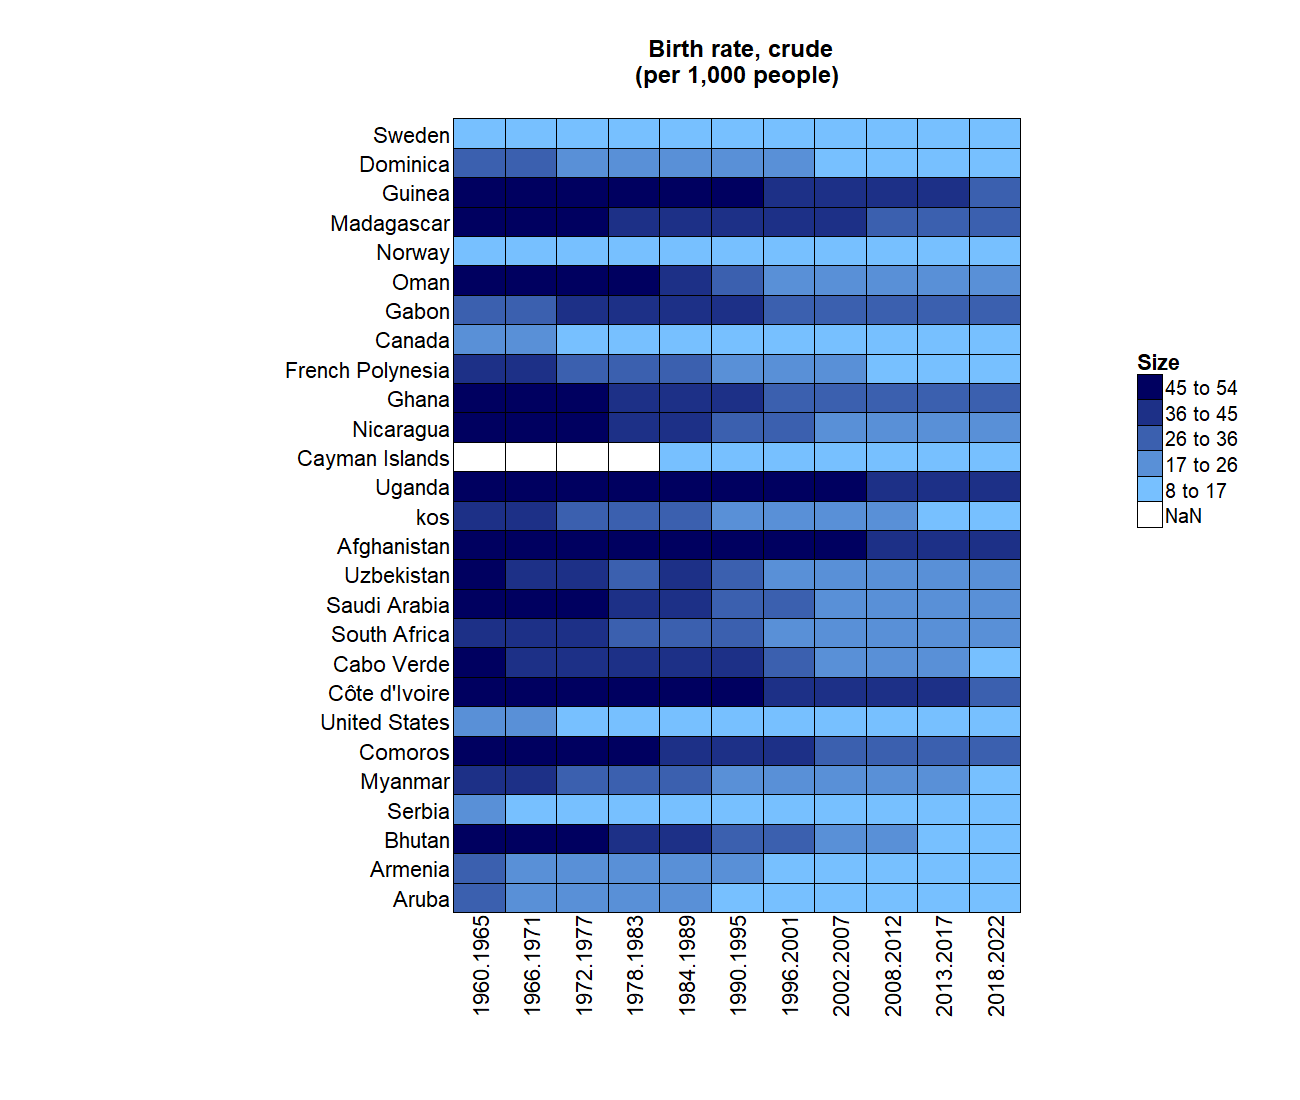 Birth rate, crude
(per 1,000 people)
Sweden
Dominica
Guinea
Madagascar
Norway
Oman
Gabon
Canada
French Polynesia
Ghana
Nicaragua
Cayman Islands
Uganda
kos
Afghanistan
Uzbekistan
Saudi Arabia
South Africa
Cabo Verde
Côte d'Ivoire
United States
Comoros
Myanmar
Serbia
Bhutan
Armenia
Aruba
1960.1965
1966.1971
1972.1977
1978.1983
1984.1989
1990.1995
1996.2001
2002.2007
2008.2012
2013.2017
2018.2022
Size
45 to 54
36 to 45
26 to 36
17 to 26
8 to 17
NaN